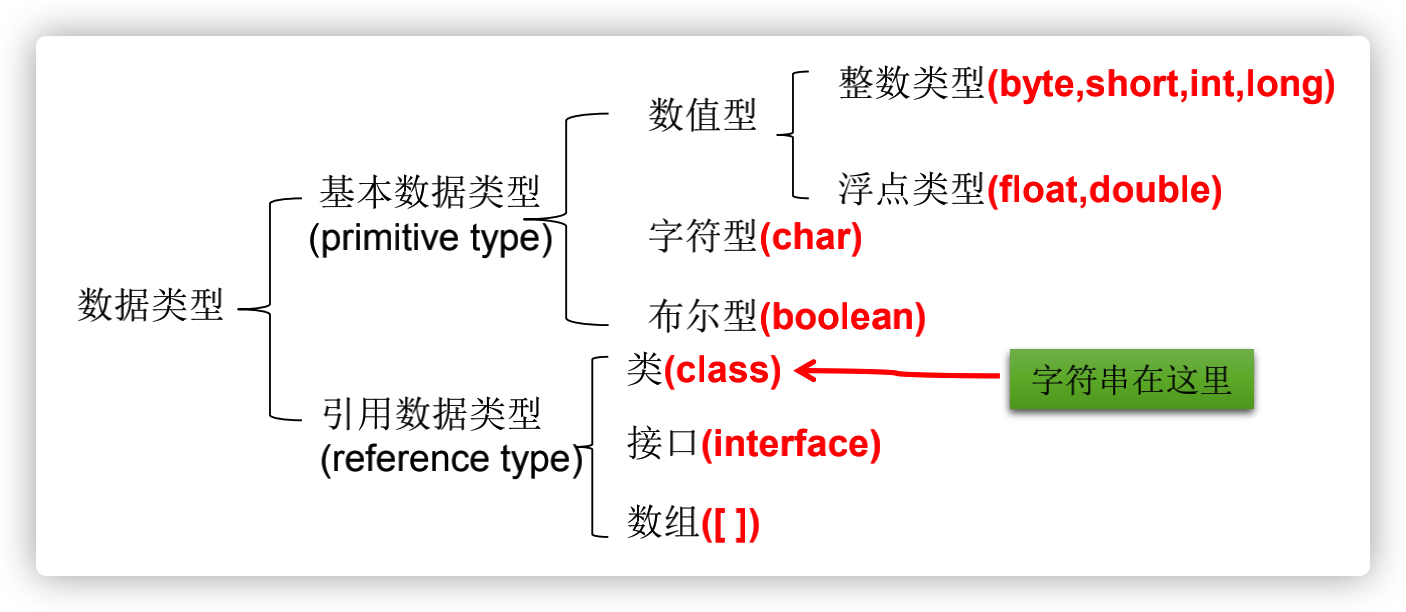 整数类型(byte,short,int,long)
数值型
浮点类型(float,double)
基本数据类型
(primitive type)
字符型(char)
数据类型
布尔型(boolean)
类(class)
字符串在这里
引用数据类型
(reference type)
接口(interface)
数组([ ])